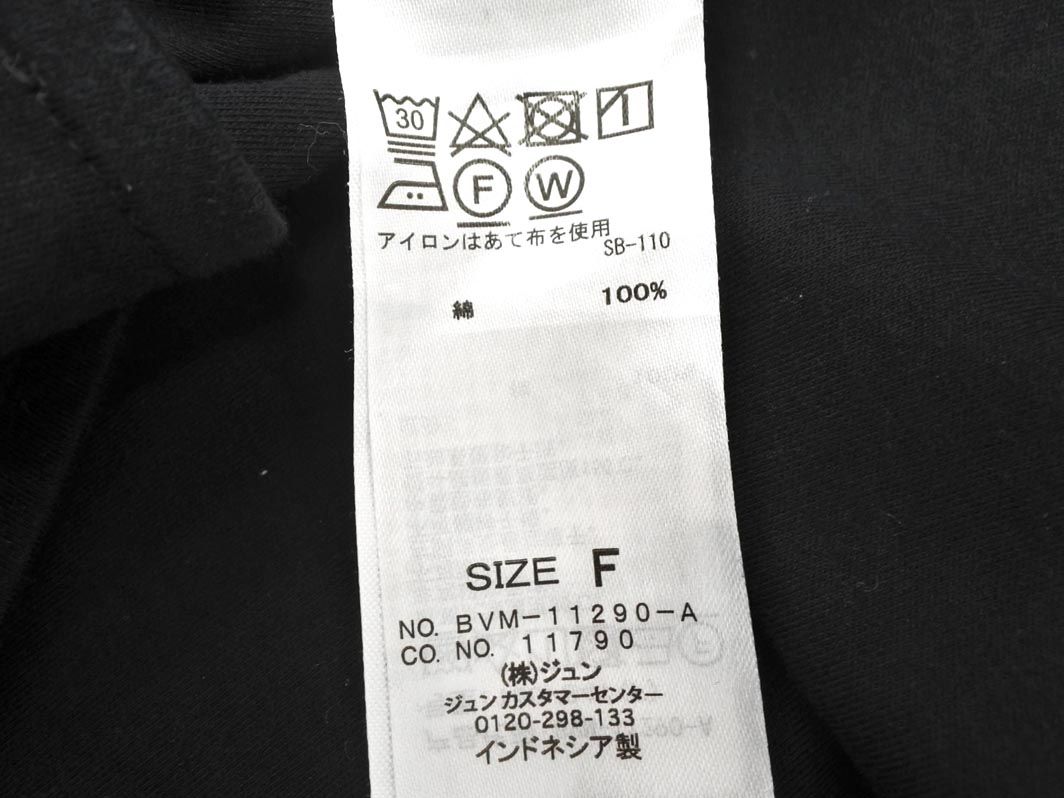 30
F W
アイロンはあて布を使用
SB-110
綿 100%
SIZE F
NO. BVM-11290-A
CO. NO. 11790
(株)ジュン
ジュンカスタマーセンター
0120-298-133
インドネシア製